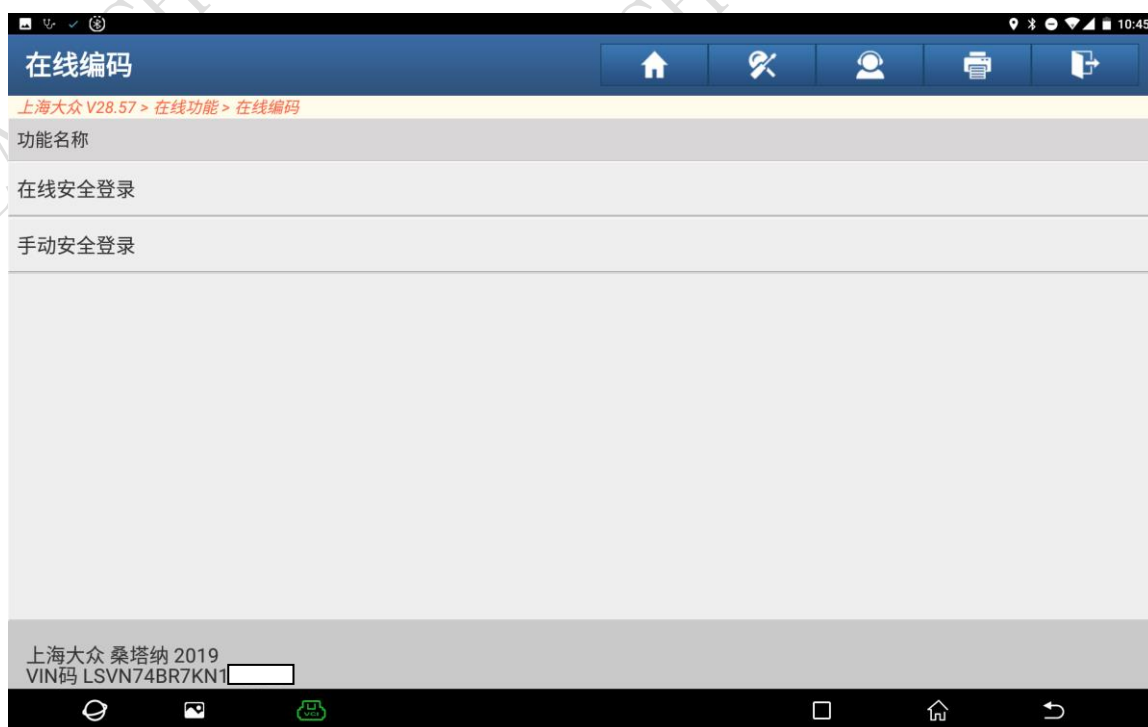 10:45
在线编码
上海大众 V28.57 > 在线功能 > 在线编码
功能名称
在线安全登录
手动安全登录
上海大众 桑塔纳 2019
VIN码 LSVN74BR7KN1
VCI